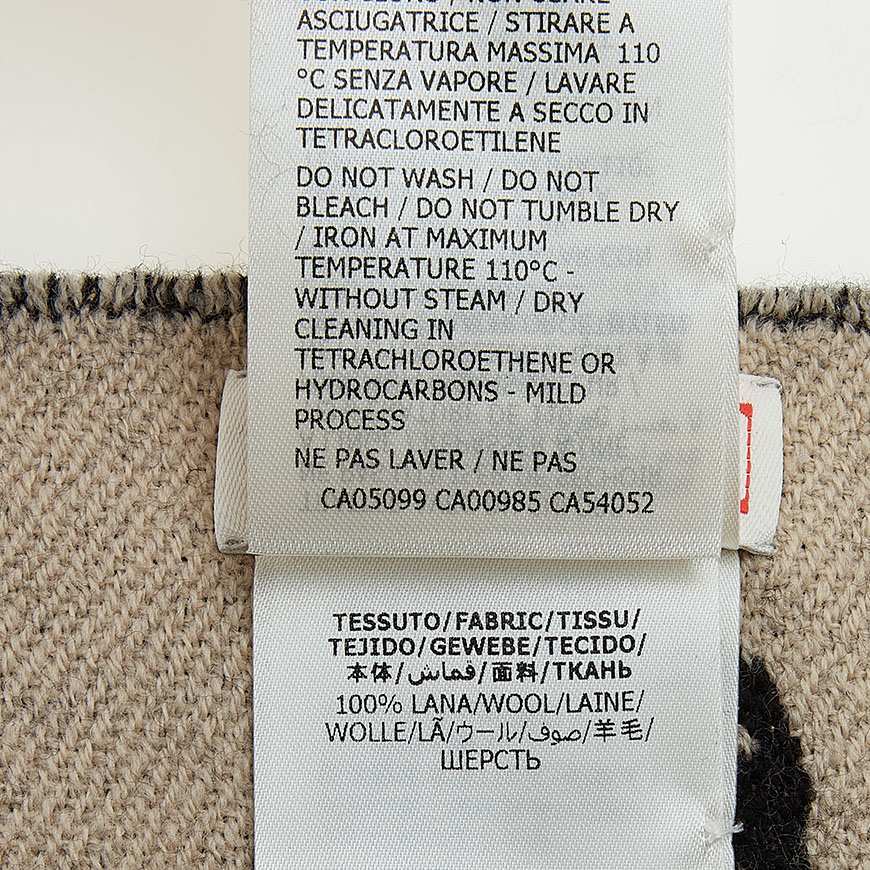 ASCIUGATRICE / STIRARE A
TEMPERATURA MASSIMA 110
°C SENZA VAPORE / LAVARE
DELICATAMENTE A SECCO IN
TETRACLOROETILENE
DO NOT WASH / DO NOT
BLEACH / DO NOT TUMBLE DRY
/ IRON AT MAXIMUM
TEMPERATURE 110°C -
WITHOUT STEAM / DRY
CLEANING IN
TETRACHLOROETHENE OR
HYDROCARBONS - MILD
PROCESS
NE PAS LAVER / NE PAS
CA05099 CA00985 CA54052
TESSUTO/FABRIC/TISSU/
TEJIDO/GEWEBE/TECIDO/
本体/قماش/面料/ТКАНЬ
100% LANA/WOOL/LAINE/
WOLLE/LÃ/ウール/صوف/羊毛/
ШЕРСТЬ